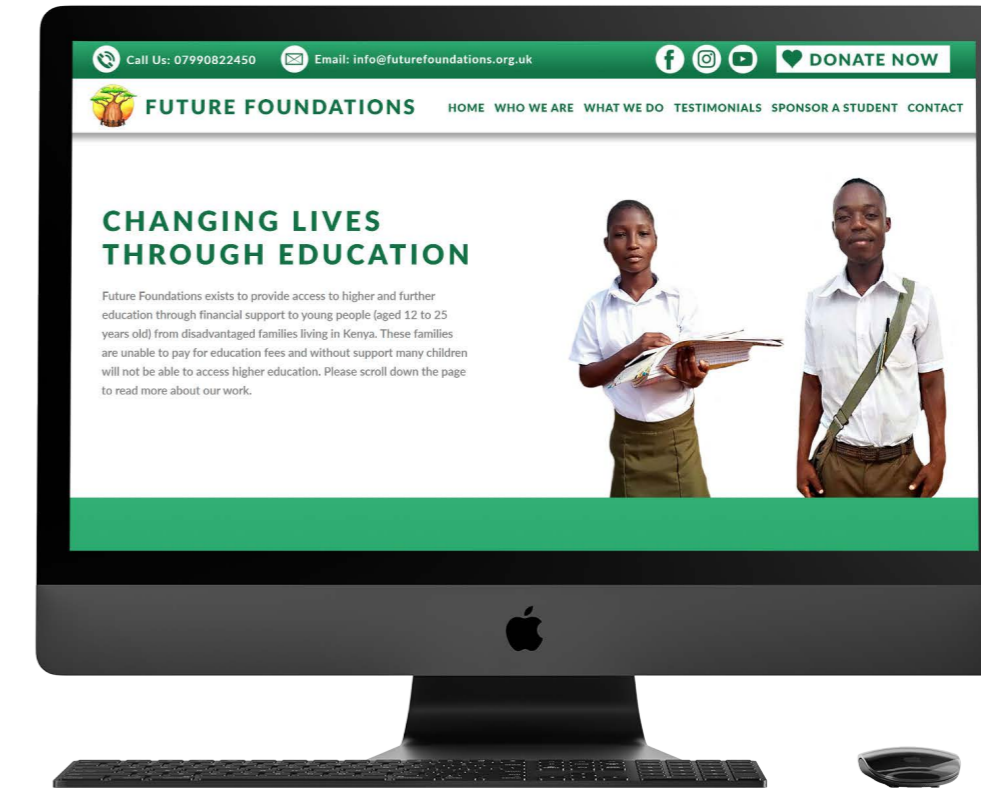 Call Us: 07990822450
Email: info@futurefoundations.org.uk
DONATE NOW
FUTURE FOUNDATIONS
HOME WHO WE ARE WHAT WE DO TESTIMONIALS SPONSOR A STUDENT CONTACT
CHANGING LIVES
THROUGH EDUCATION
Future Foundations exists to provide access to higher and further
education through financial support to young people (aged 12 to 25
years old) from disadvantaged families living in Kenya. These families
are unable to pay for education fees and without support many children
will not be able to access higher education. Please scroll down the page
to read more about our work.